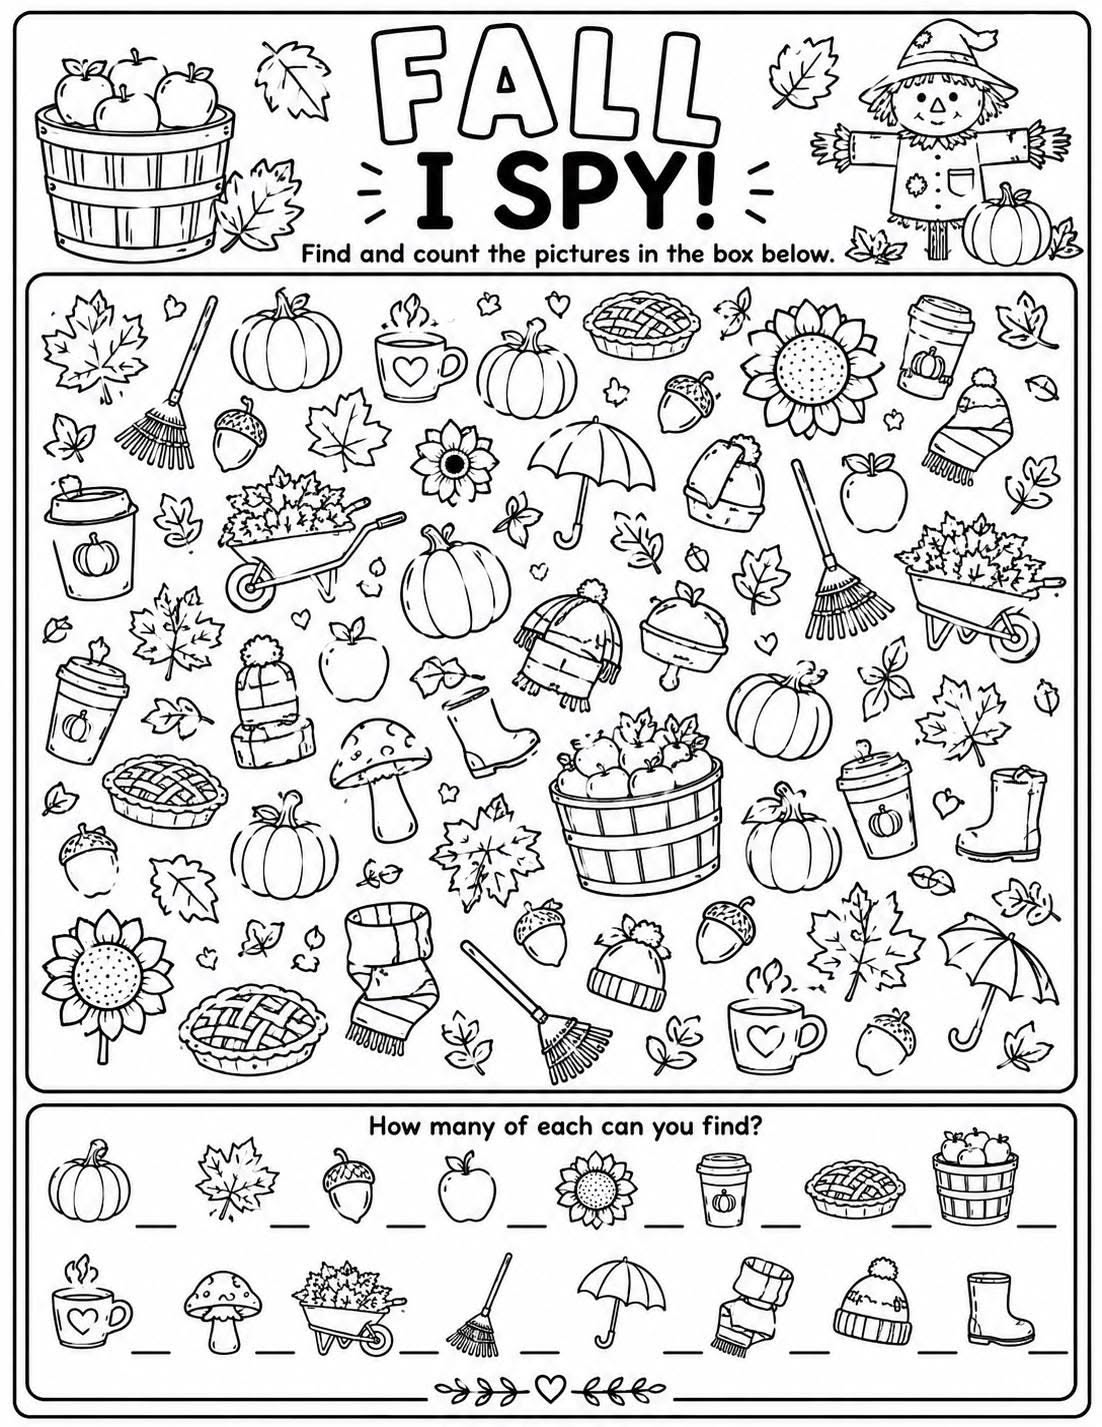 FALL
I SPY!
Find and count the pictures in the box below.
How many of each can you find?